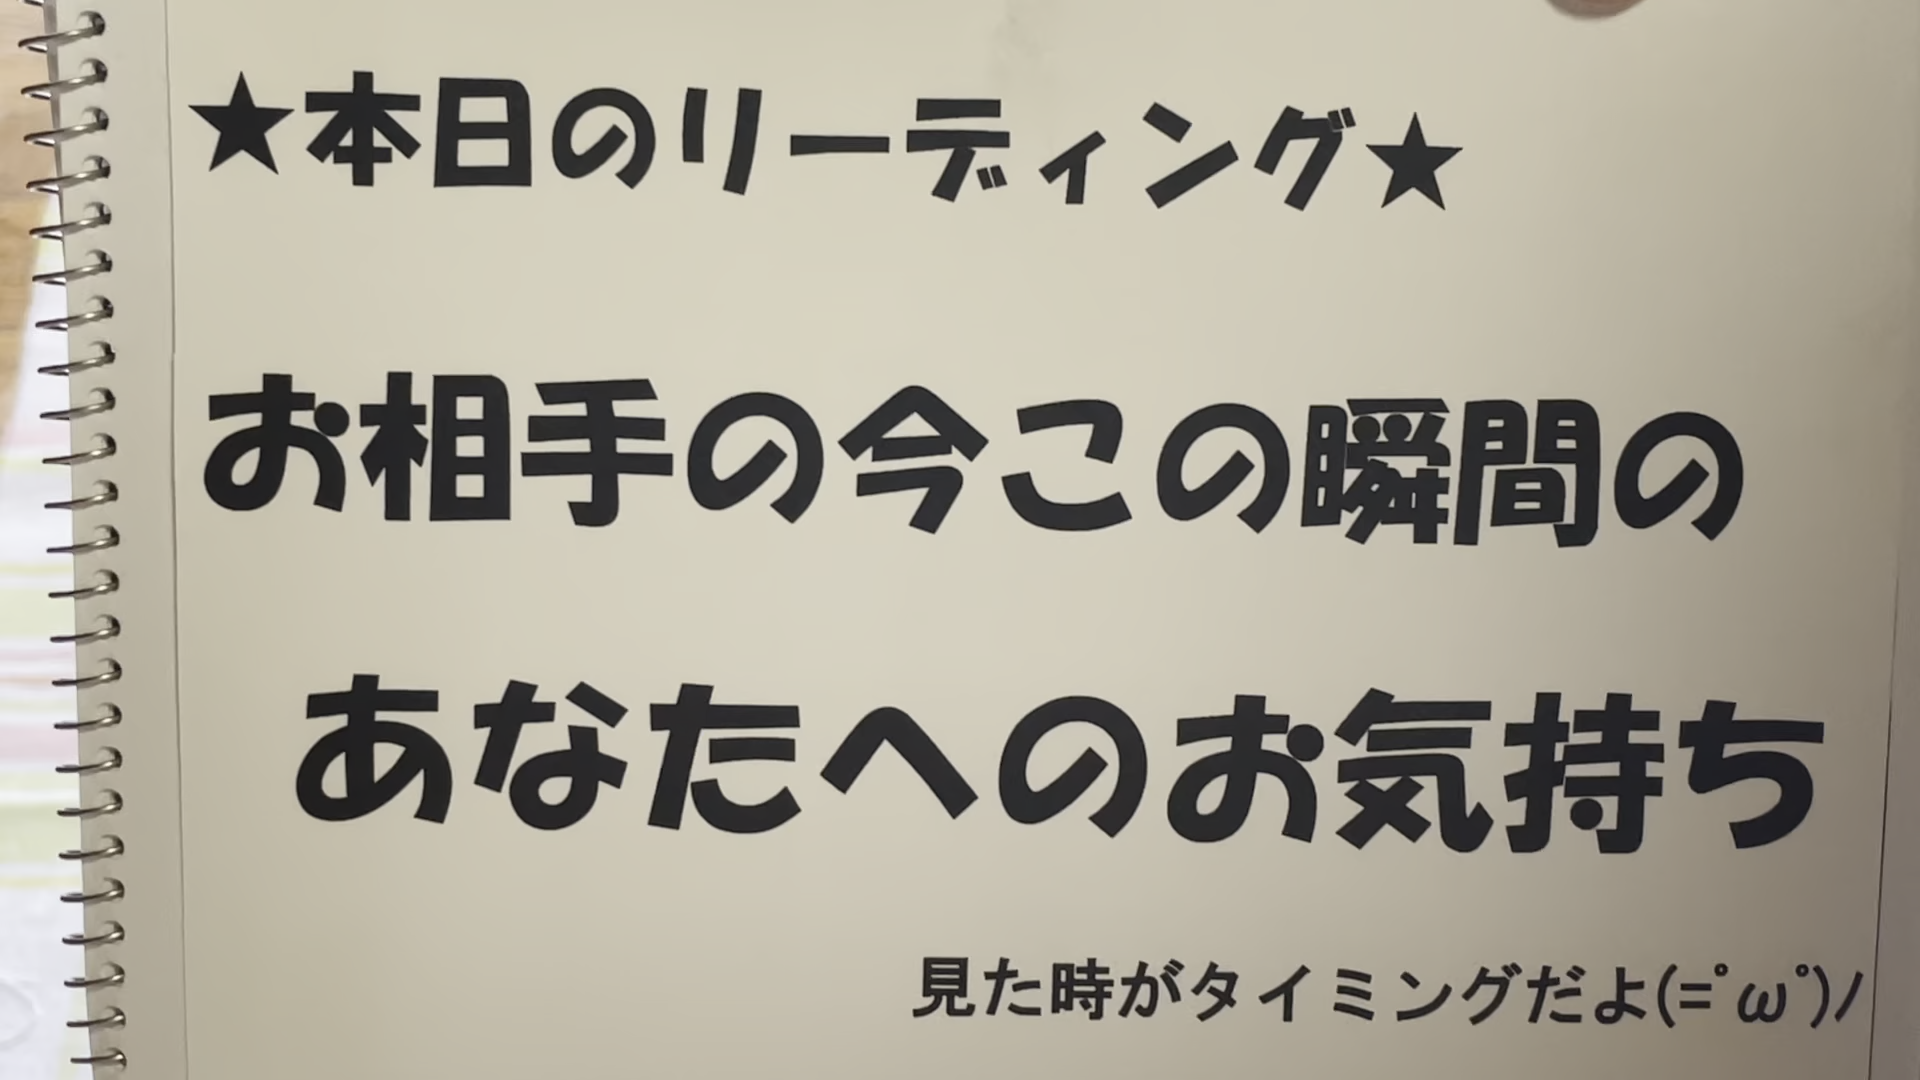 ★本日のリーディング★
お相手の今この瞬間の
あなたへのお気持ち
見た時がタイミングだよ(=ﾟωﾟ)ﾉ